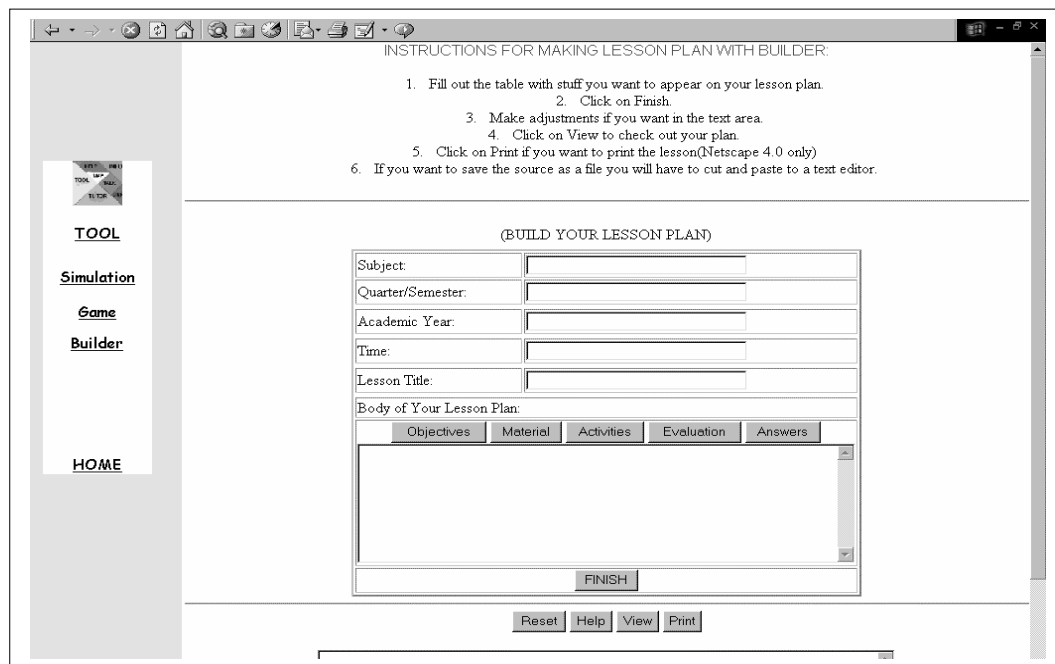 INSTRUCTIONS FOR MAKING LESSON PLAN WITH BUILDER:
1. Fill out the table with stuff you want to appear on your lesson plan.
2. Click on Finish.
3. Make adjustments if you want in the text area.
4. Click on View to check out your plan.
5. Click on Print if you want to print the lesson(Netscape 4.0 only)
6. If you want to save the source as a file you will have to cut and paste to a text editor.
TOOL
TUTOR
TOOL
Simulation
Game
Builder
HOME
(BUILD YOUR LESSON PLAN)
Subject:
Quarter/Semester:
Academic Year:
Time:
Lesson Title:
Body of Your Lesson Plan:
Objectives Material Activities Evaluation Answers
FINISH
Reset Help View Print